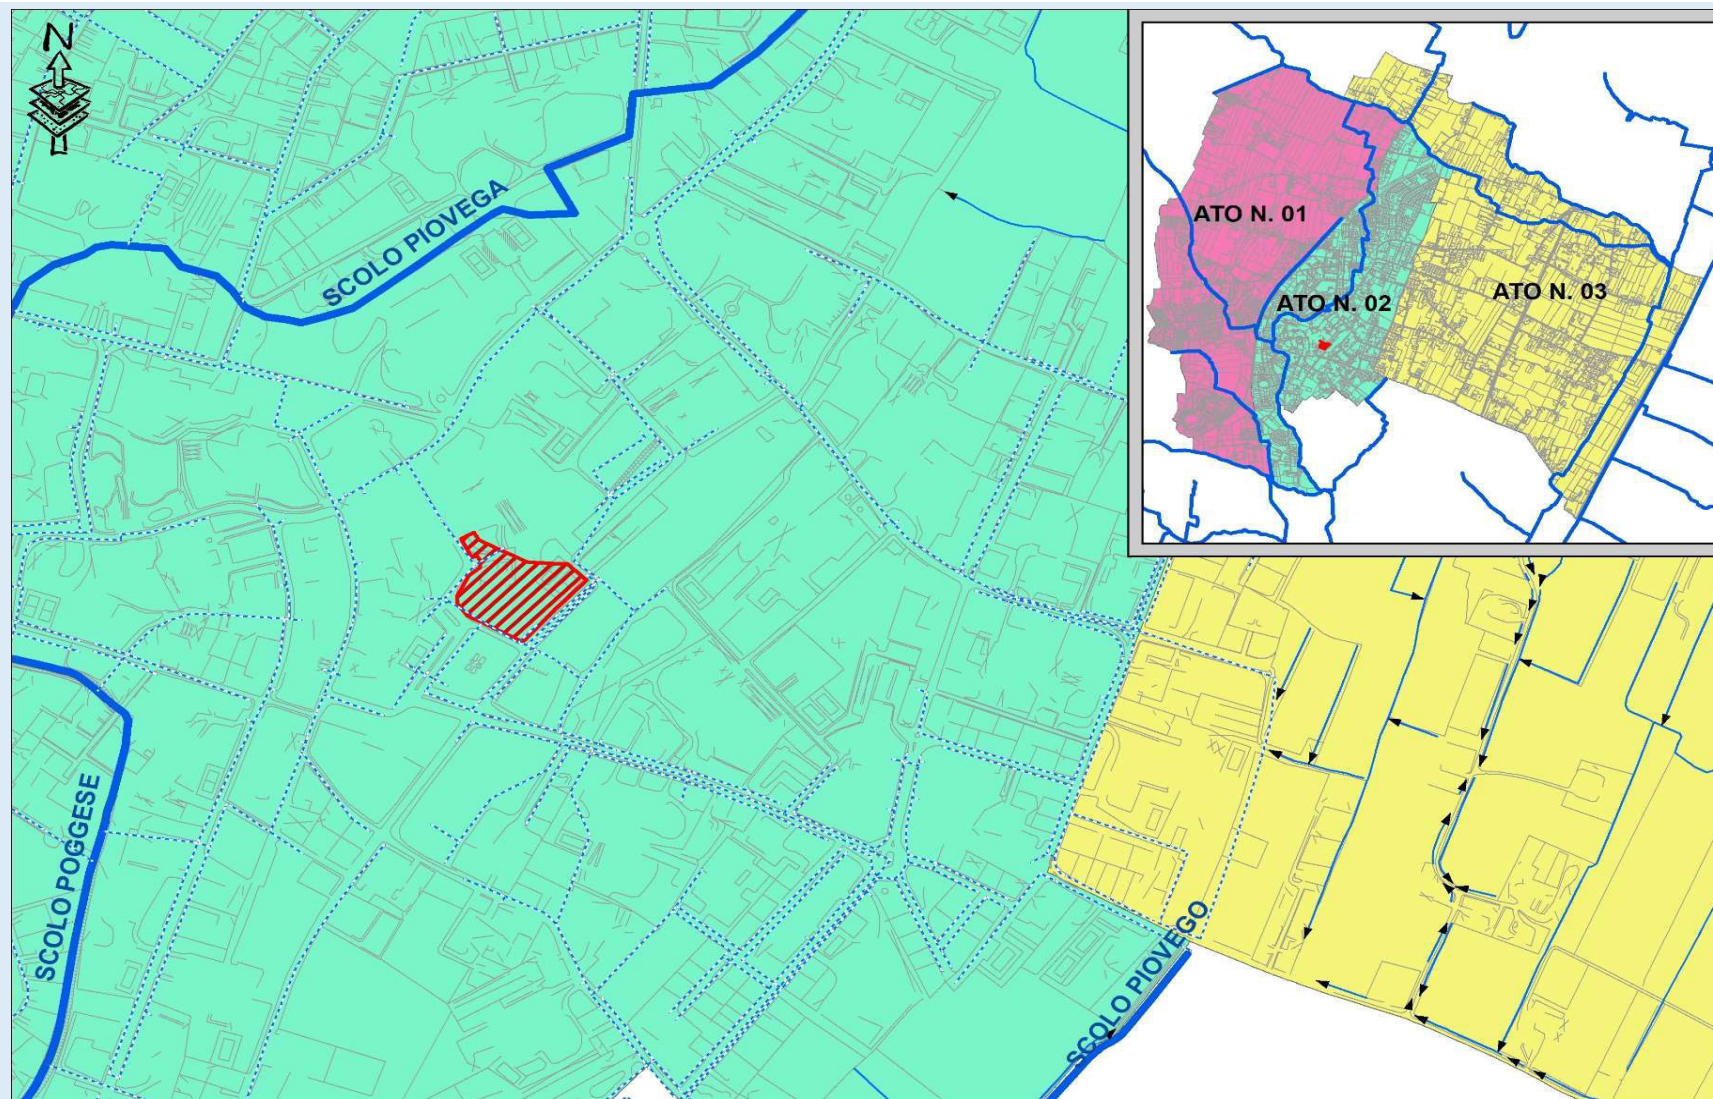 N
SCOLO PIOVEGA
ATO N. 01
ATO N. 02
ATO N. 03
SCOLO POGGESE
SCOLO PIOVEGO